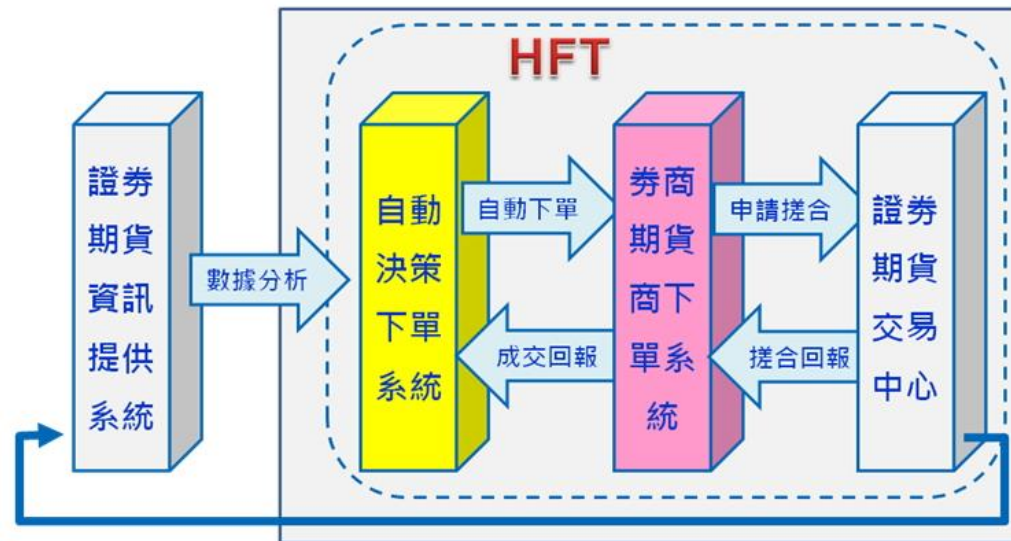 HFT
證券
期貨
資訊
提供
系統
數據分析
自動
決策
下單
系統
自動下單
成交回報
券商
期貨
商下
單系
統
申請搓合
搓合回報
證券
期貨
交易
中心